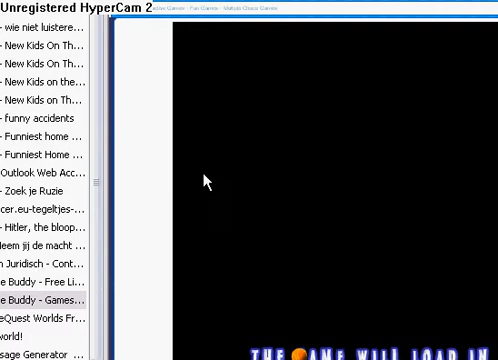 Unregistered HyperCam 2
- wie niet luistere...
- New Kids On Th...
- New Kids On Th...
- New Kids on the...
- New Kids on Th...
- funny accidents
- Funniest home ...
- Funniest Home ...
Outlook Web Acc...
- Zoek je Ruzie
cer.eu-tegeltjes-...
- Hitler, the bloop...
Neem jij de macht ...
n Juridisch - Cont...
e Buddy - Free Li...
e Buddy - Games...
eQuest Worlds Fr...
world!
sage Generator
THE GAME WILL LOAD IN